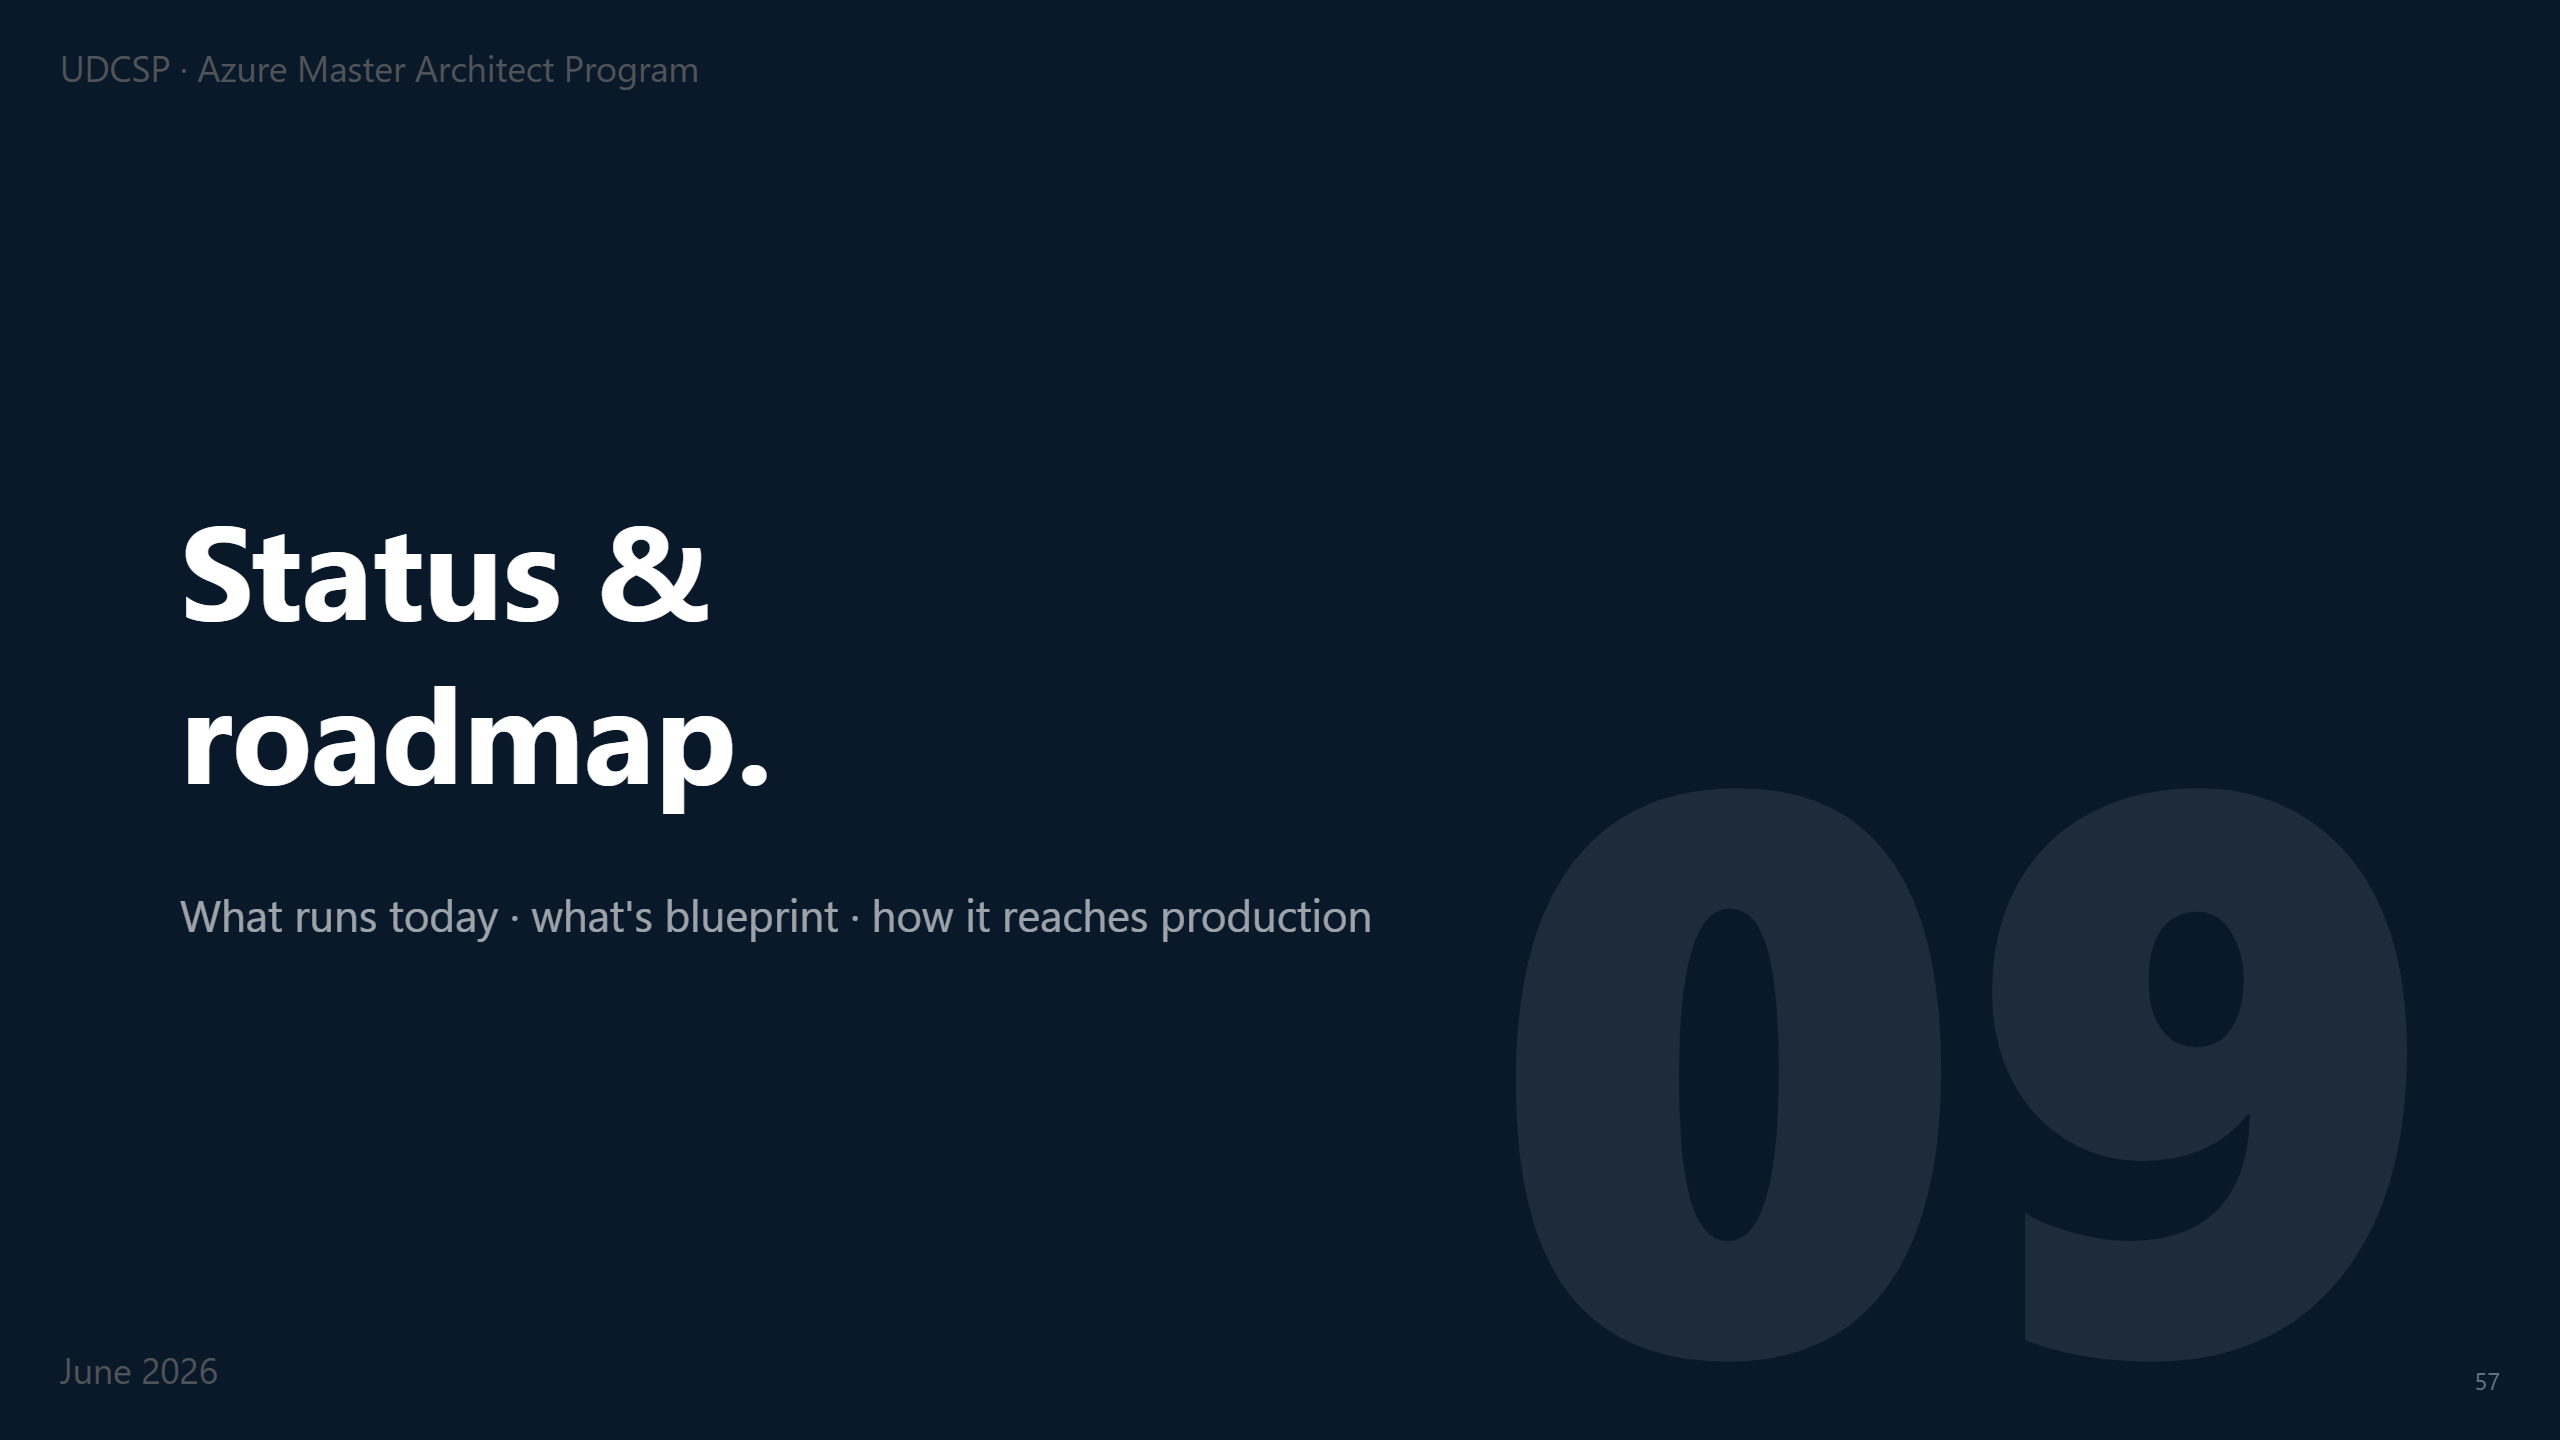 UDCSP · Azure Master Architect Program
Status &
roadmap.
What runs today · what's blueprint · how it reaches production
09
June 2026
57